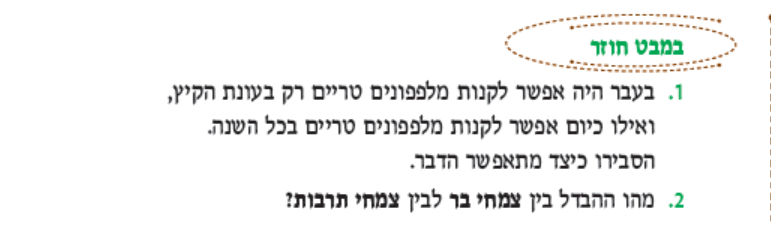 במבט חוזר
1. בעבר היה אפשר לקנות מלפפונים טריים רק בעונת הקיץ,
ואילו כיום אפשר לקנות מלפפונים טריים בכל השנה.
הסבירו כיצד מתאפשר הדבר.
2. מהו ההבדל בין צמחי בר לבין צמחי תרבות?